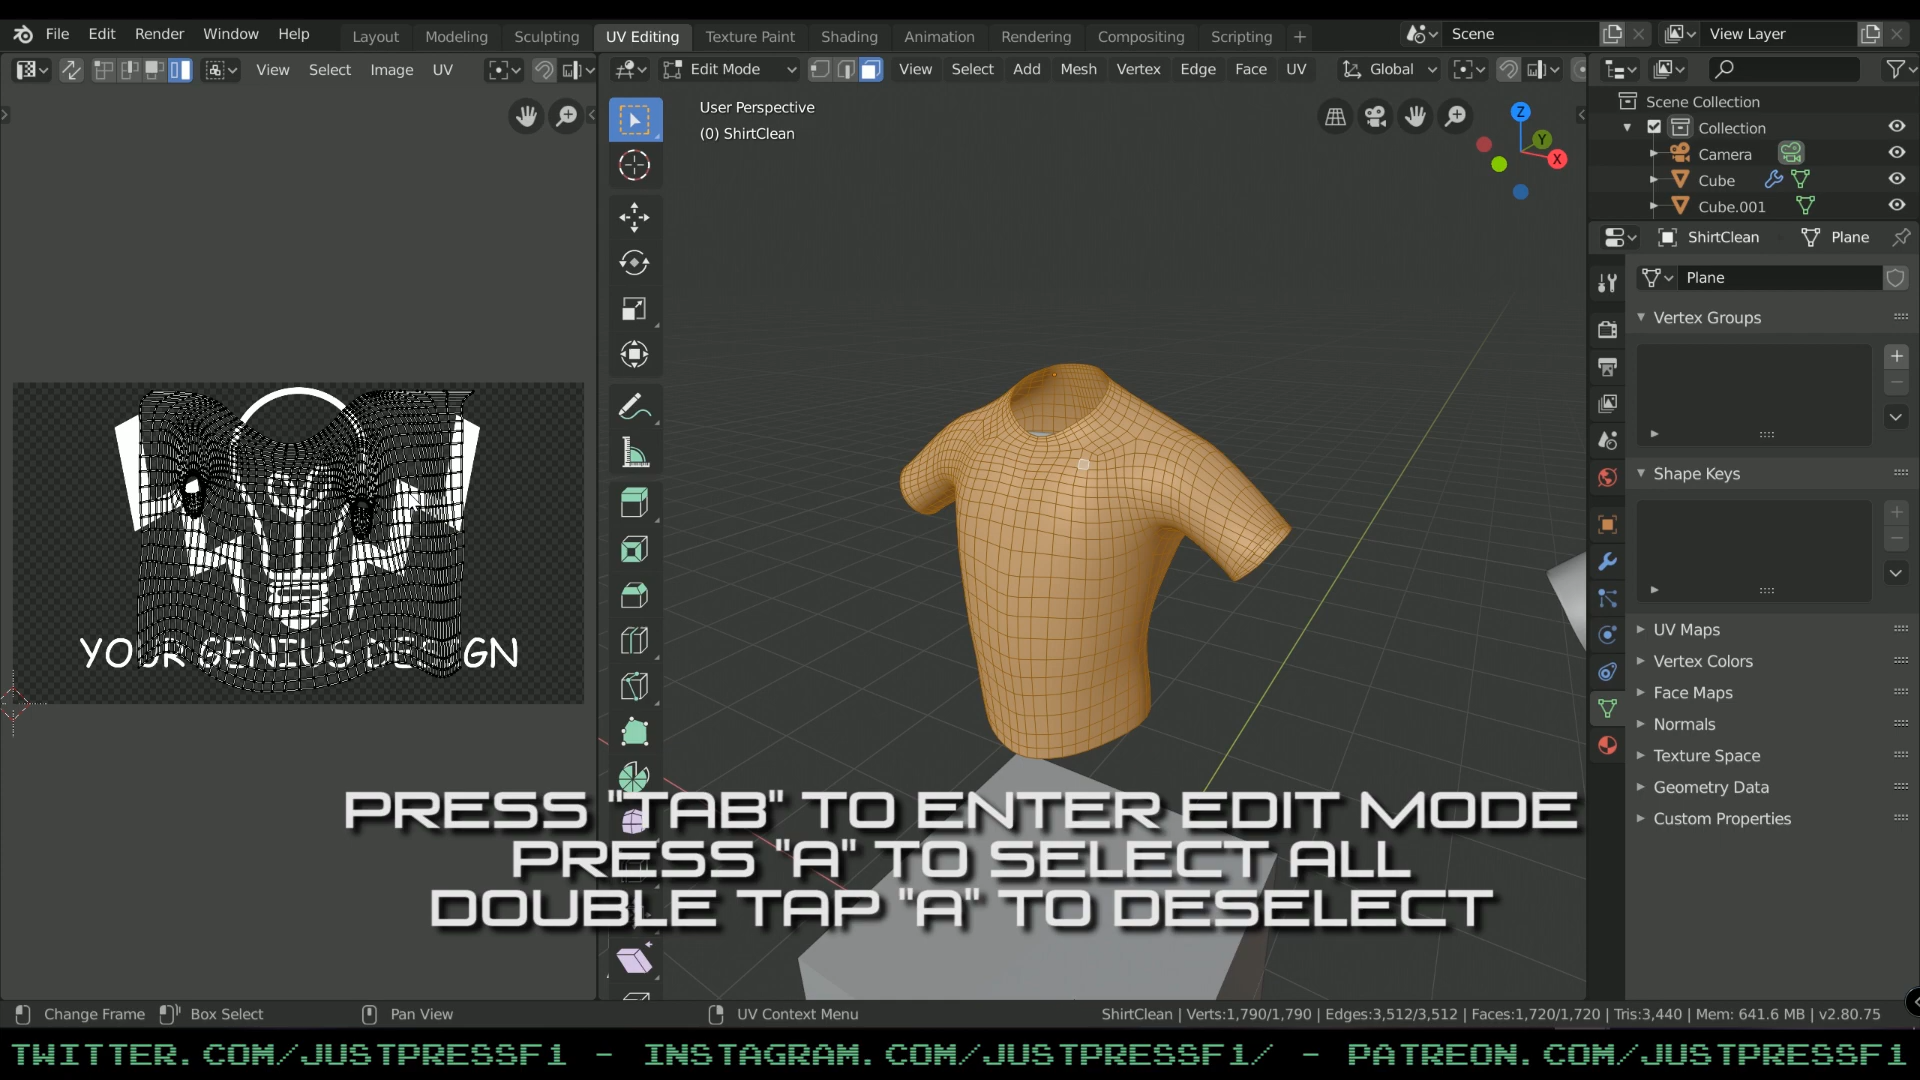 File Edit Render Window Help Layout Modeling Sculpting UV Editing Texture Paint Shading Animation Rendering Compositing Scripting + Scene View Layer
View Select Image UV Edit Mode View Select Add Mesh Vertex Edge Face UV Global
User Perspective
(0) ShirtClean
Z
Y
X
Scene Collection
Collection
Camera
Cube
Cube.001
ShirtClean Plane
Plane
Vertex Groups
Shape Keys
UV Maps
Vertex Colors
Face Maps
Normals
Texture Space
Geometry Data
Custom Properties
YOUR GENIUS DESIGN
PRESS "TAB" TO ENTER EDIT MODE
PRESS "A" TO SELECT ALL
DOUBLE TAP "A" TO DESELECT
Change Frame Box Select Pan View UV Context Menu ShirtClean | Verts:1,790/1,790 | Edges:3,512/3,512 | Faces:1,720/1,720 | Tris:3,440 | Mem: 641.6 MB | v2.80.75
TWITTER.COM/JUSTPRESSF1 - INSTAGRAM.COM/JUSTPRESSF1/ - PATREON.COM/JUSTPRESSF1